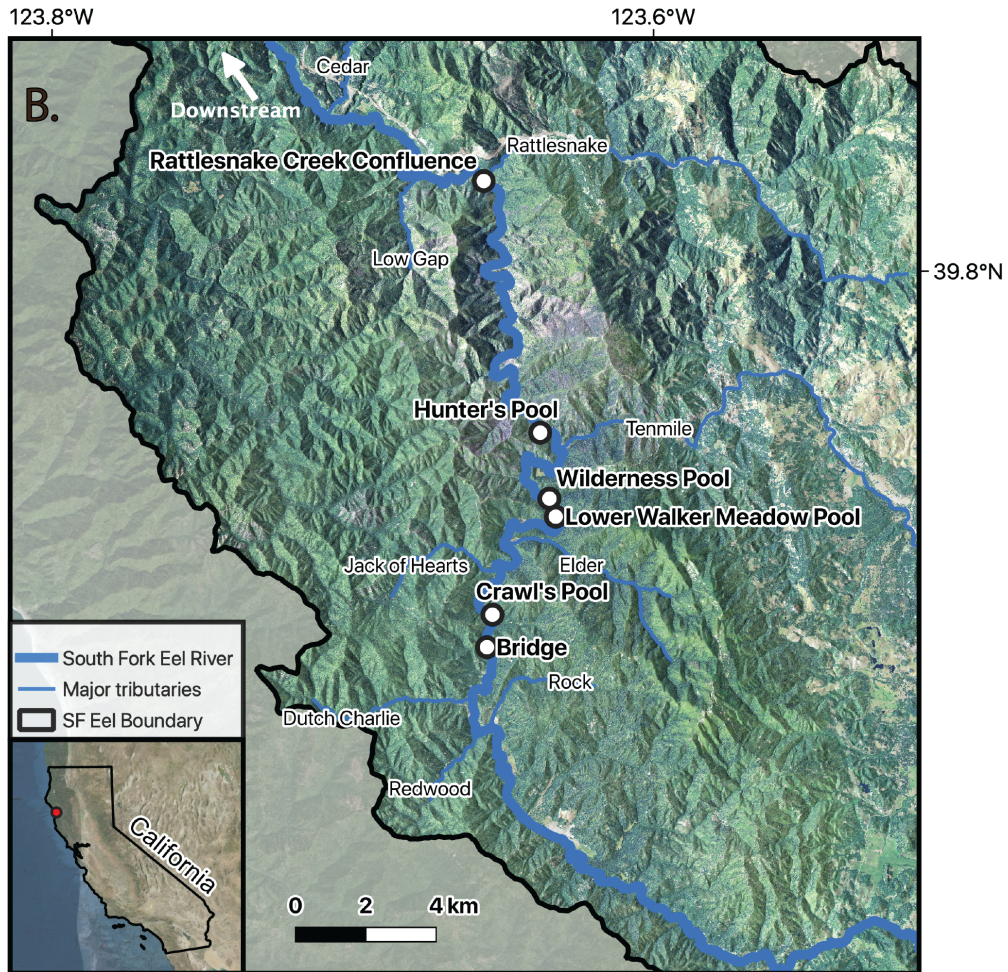 123.8°W
123.6°W
B.
Downstream
Cedar
Rattlesnake
Rattlesnake Creek Confluence
Low Gap
39.8°N
Hunter's Pool
Tenmile
Wilderness Pool
Lower Walker Meadow Pool
Jack of Hearts
Elder
Crawl's Pool
Bridge
Rock
Dutch Charlie
Redwood
South Fork Eel River
Major tributaries
SF Eel Boundary
California
0 2 4 km